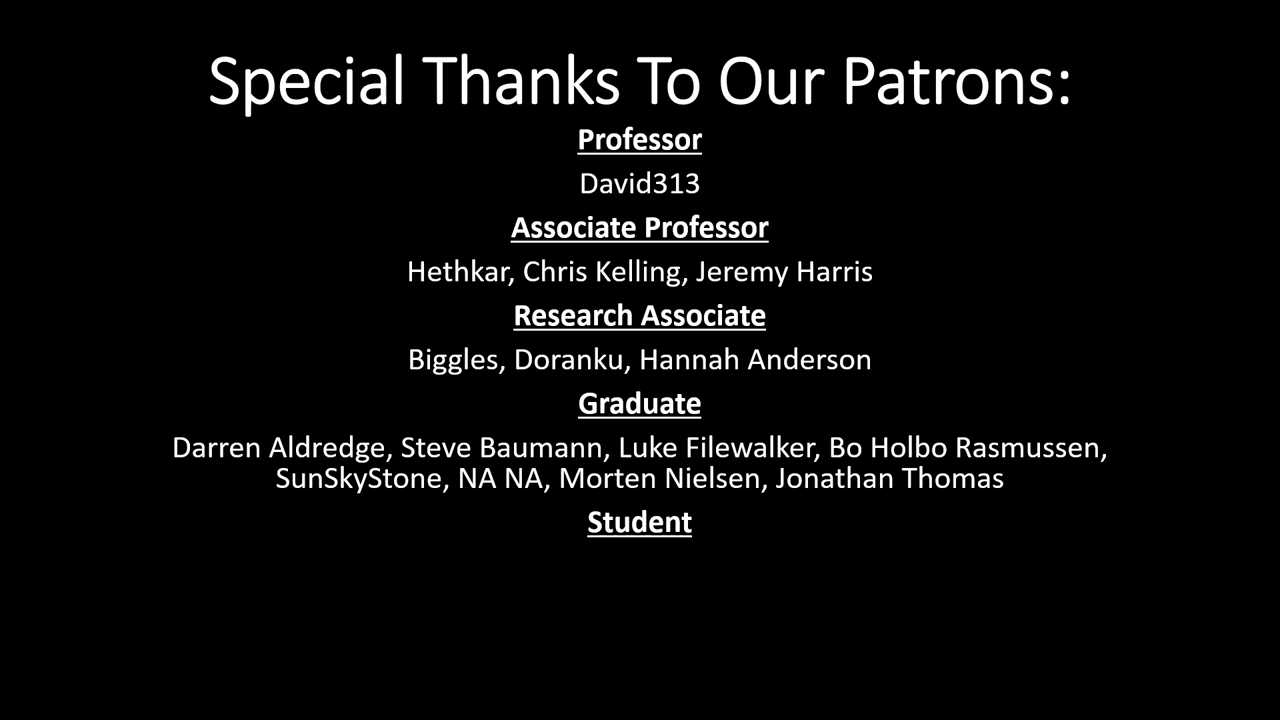 Special Thanks To Our Patrons:
Professor
David313
Associate Professor
Hethkar, Chris Kelling, Jeremy Harris
Research Associate
Biggles, Doranku, Hannah Anderson
Graduate
Darren Aldredge, Steve Baumann, Luke Filewalker, Bo Holbo Rasmussen,
SunSkyStone, NA NA, Morten Nielsen, Jonathan Thomas
Student